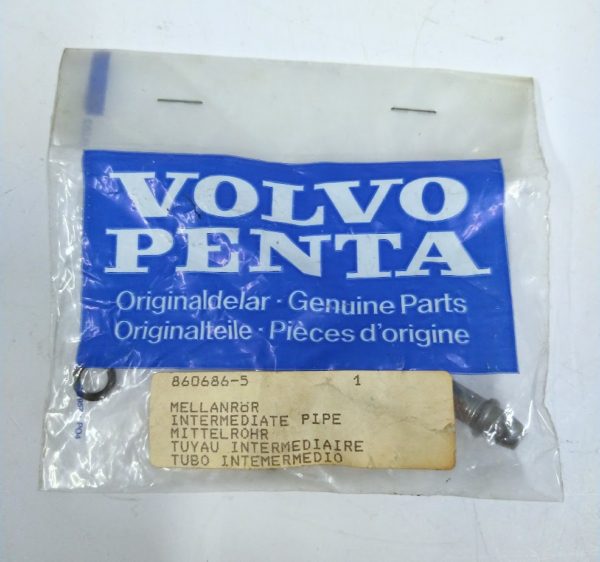 VOLVO
PENTA
Originaldelar · Genuine Parts
Originalteile · Pièces d'origine
860686-5 1
MELLANRÖR
INTERMEDIATE PIPE
MITTELROHR
TUYAU INTERMEDIAIRE
TUBO INTEMERMEDIO